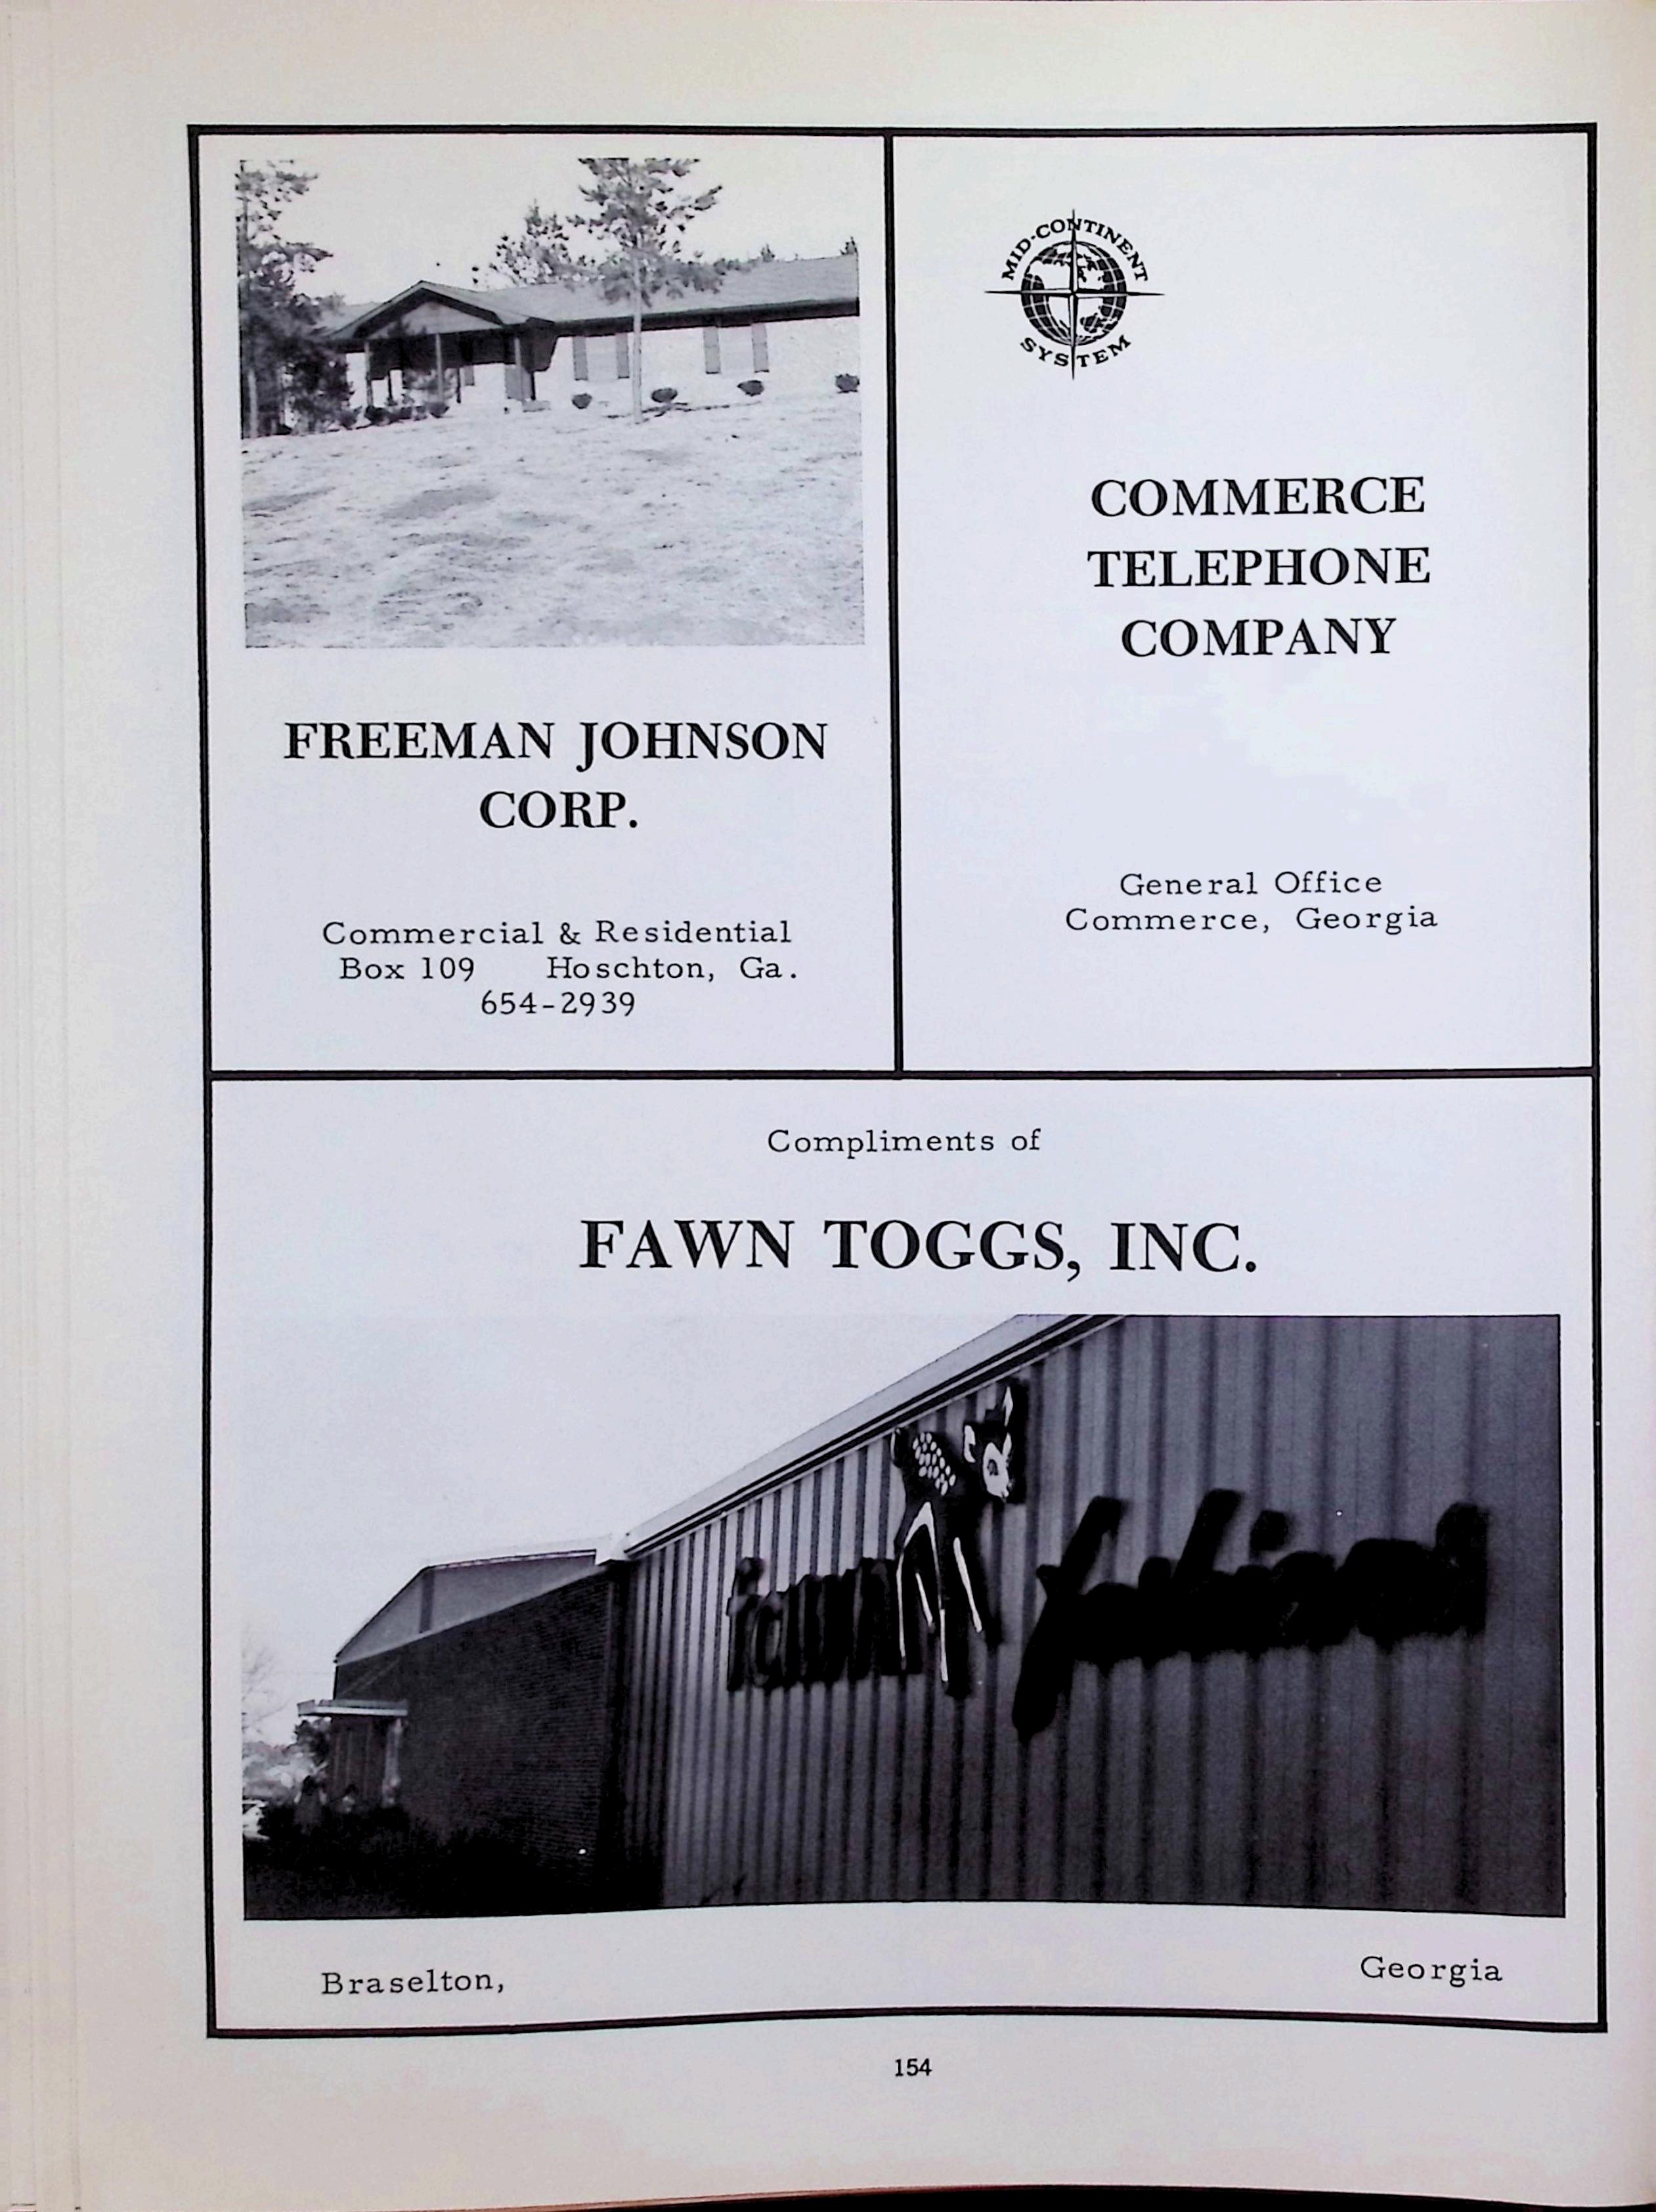 FREEMAN JOHNSON
CORP.
Commercial & Residential
Box 109 Hoschton, Ga.
654-2939
MID-CONTINENT
SYSTEM
COMMERCE
TELEPHONE
COMPANY
General Office
Commerce, Georgia
Compliments of
FAWN TOGGS, INC.
fawn
Braselton, Georgia
154